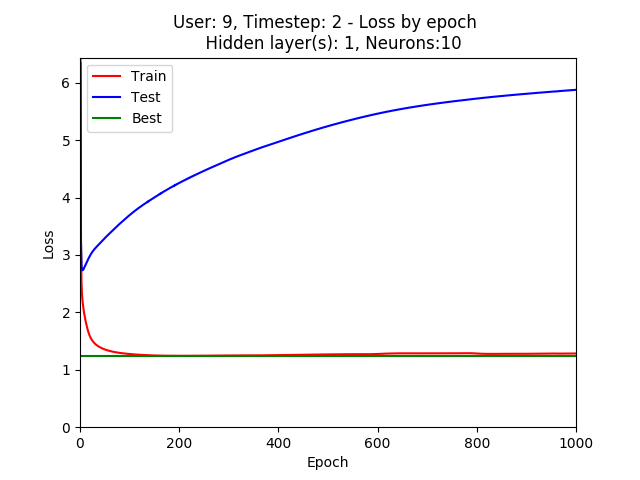 User: 9, Timestep: 2 - Loss by epoch
Hidden layer(s): 1, Neurons:10
Train
Test
Best
6
5
4
3
2
1
0
Loss
0
200
400
600
800
1000
Epoch